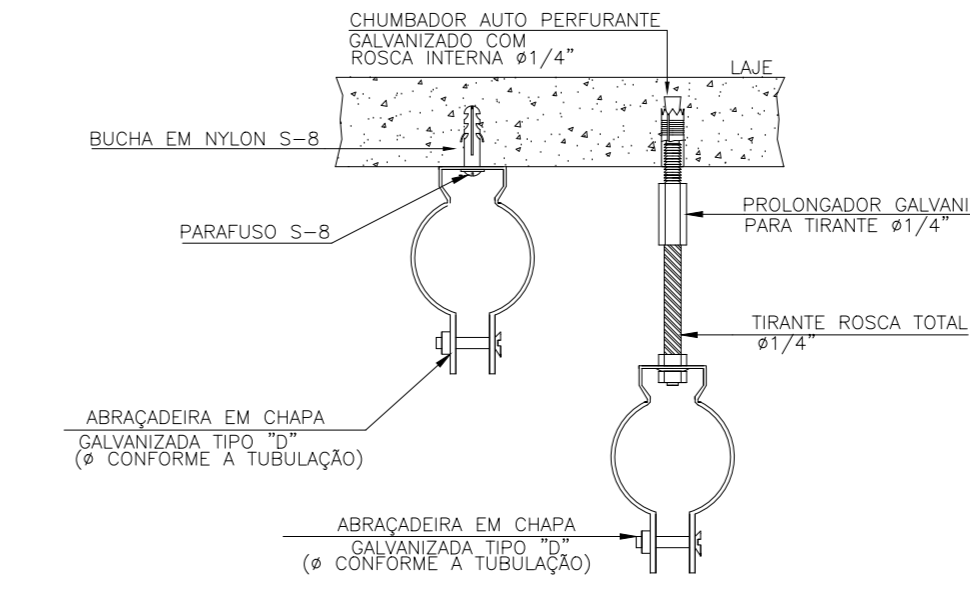 CHUMBADOR AUTO PERFURANTE
GALVANIZADO COM
ROSCA INTERNA ø1/4"
LAJE
BUCHA EM NYLON S-8
PARAFUSO S-8
PROLONGADOR GALVANI
PARA TIRANTE ø1/4"
TIRANTE ROSCA TOTAL
ø1/4"
ABRAÇADEIRA EM CHAPA
GALVANIZADA TIPO "D"
(ø CONFORME A TUBULAÇÃO)
ABRAÇADEIRA EM CHAPA
GALVANIZADA TIPO "D"
(ø CONFORME A TUBULAÇÃO)